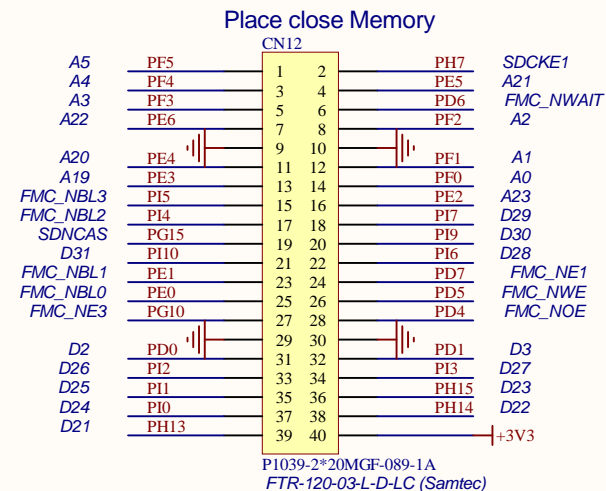 Place close Memory
CN12
A5 PF5 1 2 PH7 SDCKE1
A4 PF4 3 4 PE5 A21
A3 PF3 5 6 PD6 FMC_NWAIT
A22 PE6 7 8 PF2 A2
9 10
A20 PE4 11 12 PF1 A1
A19 PE3 13 14 PF0 A0
FMC_NBL3 PI5 15 16 PE2 A23
FMC_NBL2 PI4 17 18 PI7 D29
SDNCAS PG15 19 20 PI9 D30
D31 PI10 21 22 PI6 D28
FMC_NBL1 PE1 23 24 PD7 FMC_NE1
FMC_NBL0 PE0 25 26 PD5 FMC_NWE
FMC_NE3 PG10 27 28 PD4 FMC_NOE
29 30
D2 PD0 31 32 PD1 D3
D26 PI2 33 34 PI3 D27
D25 PI1 35 36 PH15 D23
D24 PI0 37 38 PH14 D22
D21 PH13 39 40 +3V3
P1039-2*20MGF-089-1A
FTR-120-03-L-D-LC (Samtec)